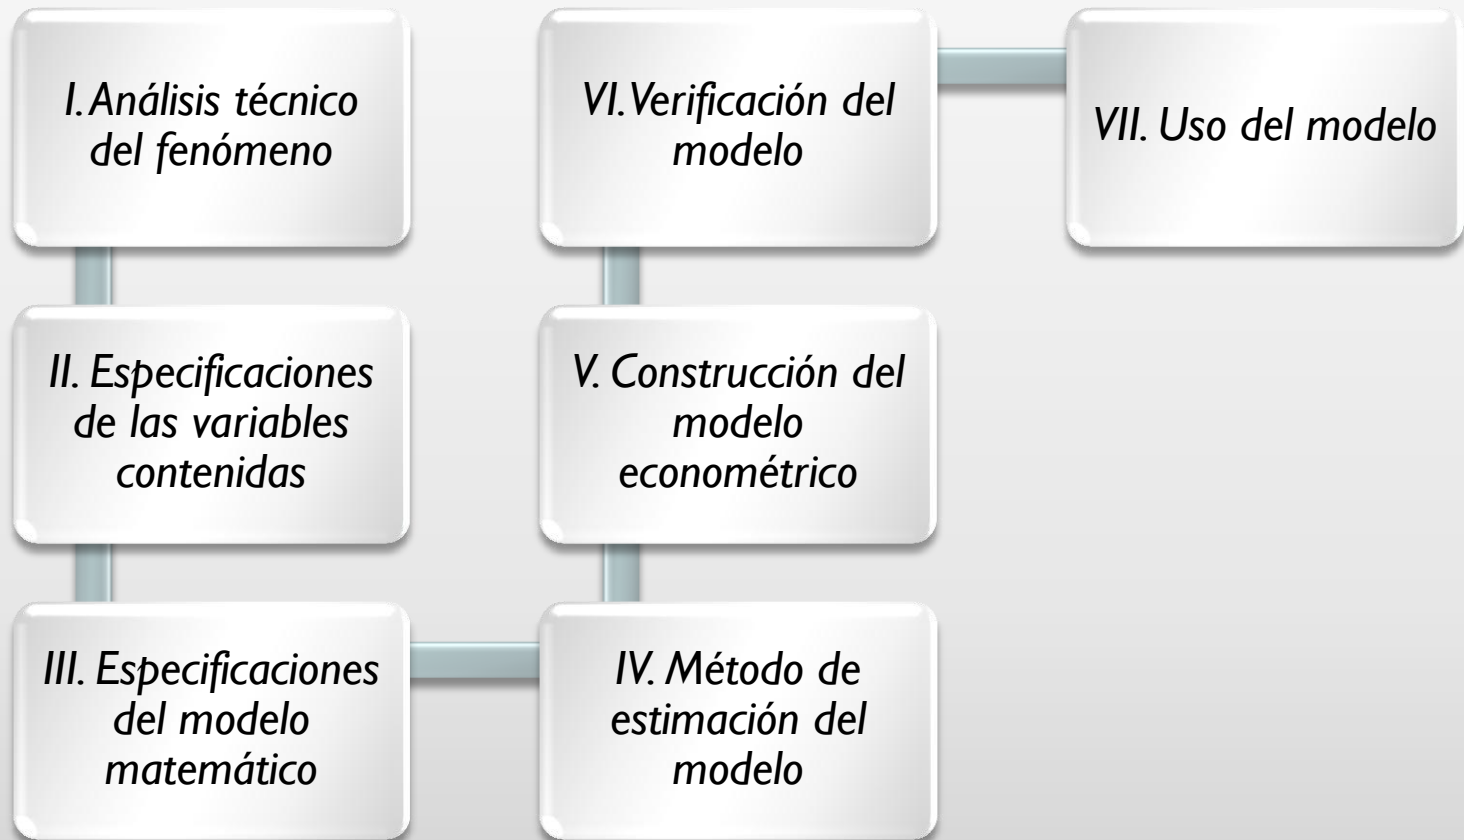 I. Análisis técnico
del fenómeno
II. Especificaciones
de las variables
contenidas
III. Especificaciones
del modelo
matemático
IV. Método de
estimación del
modelo
V. Construcción del
modelo
econométrico
VI. Verificación del
modelo
VII. Uso del modelo